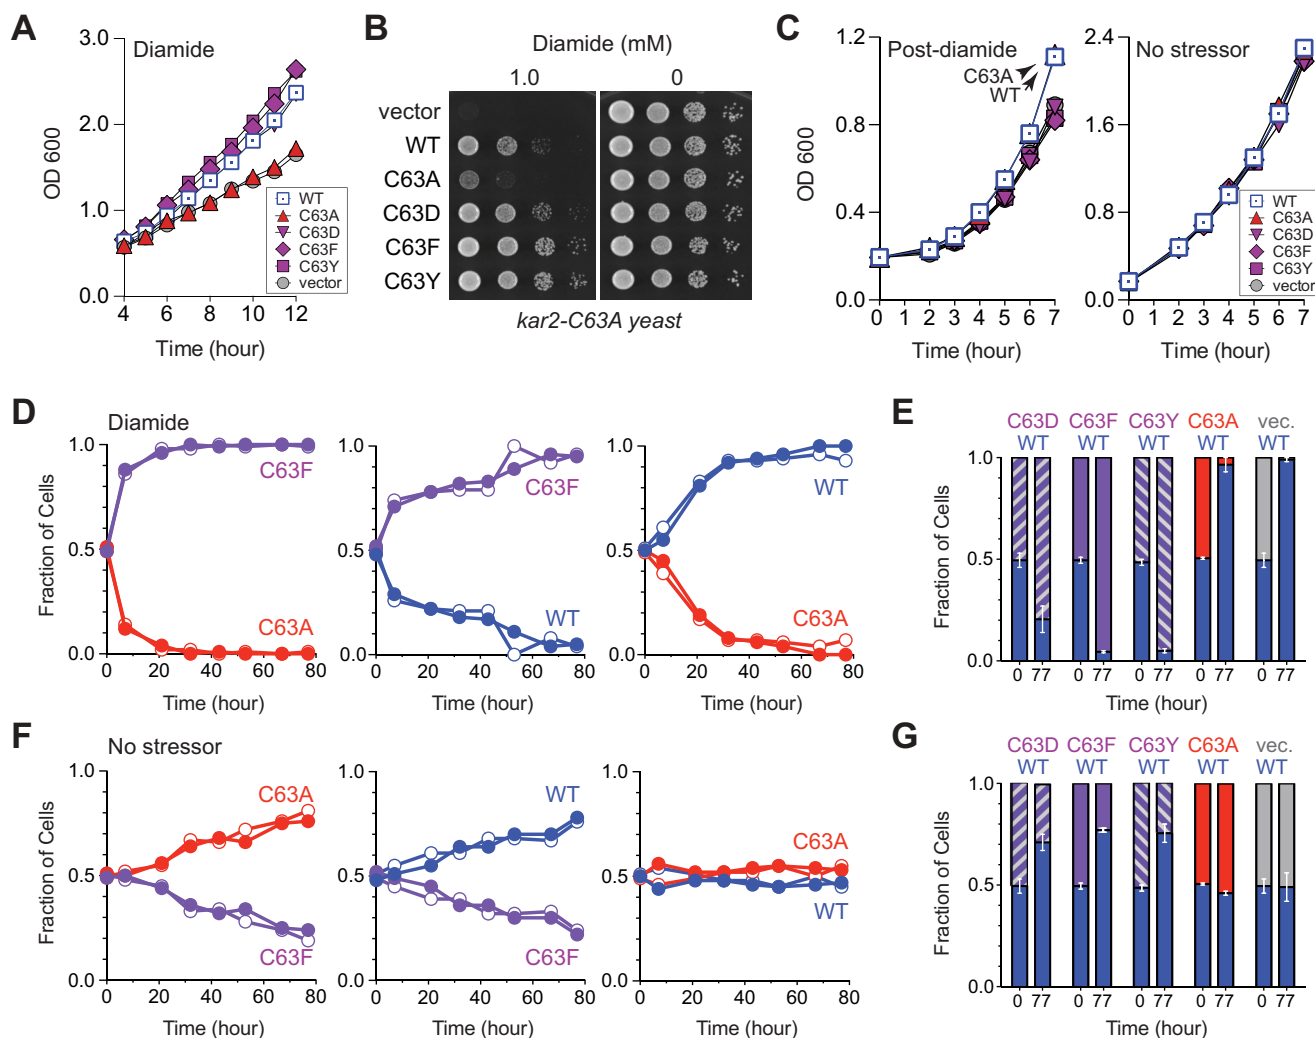 A
Diamide
3.0
2.0
1.0
0.0
OD 600
4 6 8 10 12
Time (hour)
WT
C63A
C63D
C63F
C63Y
vector
B
Diamide (mM)
1.0 0
vector
WT
C63A
C63D
C63F
C63Y
kar2-C63A yeast
C
Post-diamide
1.2
0.8
0.4
0.0
OD 600
C63A
WT
0 1 2 3 4 5 6 7
Time (hour)
No stressor
2.4
1.6
0.8
0.0
0 1 2 3 4 5 6 7
Time (hour)
WT
C63A
C63D
C63F
C63Y
vector
D
Diamide
Fraction of Cells
1.0
0.5
0.0
C63F
C63A
0 20 40 60 80
Time (hour)
1.0
0.5
0.0
C63F
WT
0 20 40 60 80
Time (hour)
1.0
0.5
0.0
WT
C63A
0 20 40 60 80
Time (hour)
E
C63D C63F C63Y C63A vec.
WT WT WT WT WT
Fraction of Cells
1.0
0.5
0.0
0 77 0 77 0 77 0 77 0 77
Time (hour)
F
No stressor
Fraction of Cells
1.0
0.5
0.0
C63A
C63F
0 20 40 60 80
Time (hour)
1.0
0.5
0.0
WT
C63F
0 20 40 60 80
Time (hour)
1.0
0.5
0.0
C63A
WT
0 20 40 60 80
Time (hour)
G
C63D C63F C63Y C63A vec.
WT WT WT WT WT
Fraction of Cells
1.0
0.5
0.0
0 77 0 77 0 77 0 77 0 77
Time (hour)